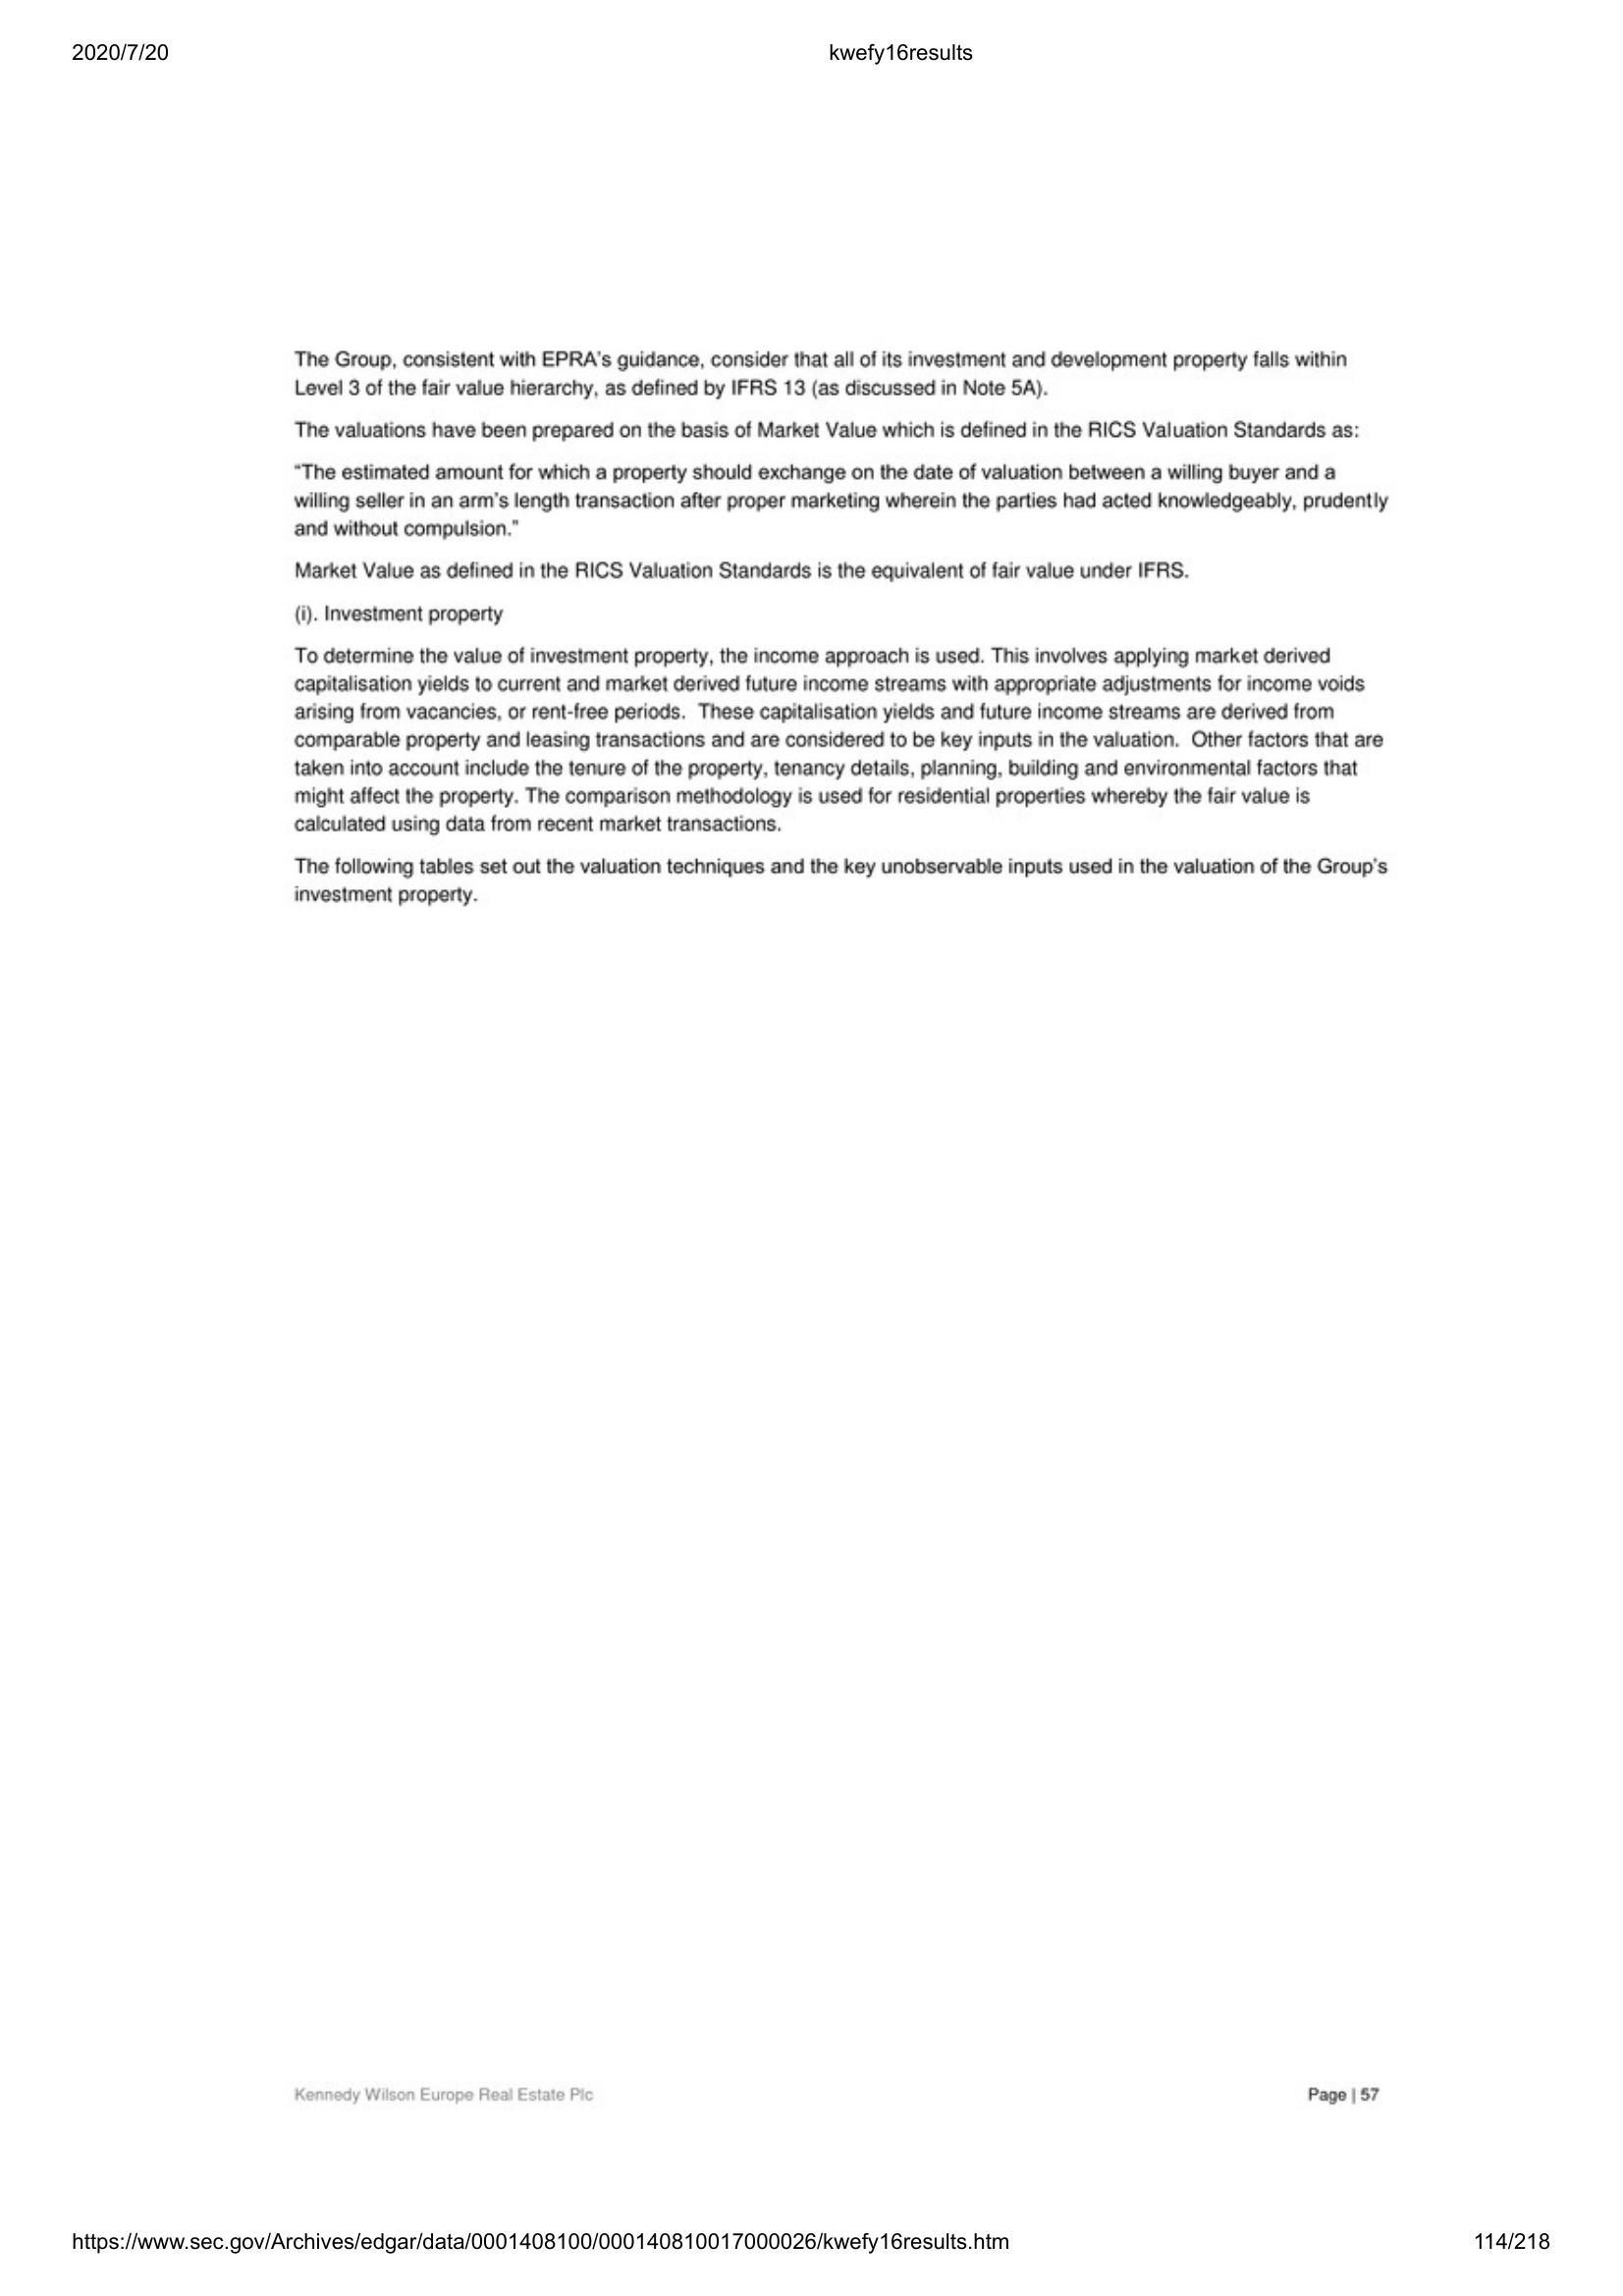 2020/7/20 kwefy16results
The Group, consistent with EPRA's guidance, consider that all of its investment and development property falls within
Level 3 of the fair value hierarchy, as defined by IFRS 13 (as discussed in Note 5A).
The valuations have been prepared on the basis of Market Value which is defined in the RICS Valuation Standards as:
"The estimated amount for which a property should exchange on the date of valuation between a willing buyer and a
willing seller in an arm's length transaction after proper marketing wherein the parties had acted knowledgeably, prudently
and without compulsion."
Market Value as defined in the RICS Valuation Standards is the equivalent of fair value under IFRS.
(i). Investment property
To determine the value of investment property, the income approach is used. This involves applying market derived
capitalisation yields to current and market derived future income streams with appropriate adjustments for income voids
arising from vacancies, or rent-free periods.  These capitalisation yields and future income streams are derived from
comparable property and leasing transactions and are considered to be key inputs in the valuation.  Other factors that are
taken into account include the tenure of the property, tenancy details, planning, building and environmental factors that
might affect the property. The comparison methodology is used for residential properties whereby the fair value is
calculated using data from recent market transactions.
The following tables set out the valuation techniques and the key unobservable inputs used in the valuation of the Group's
investment property.
Kennedy Wilson Europe Real Estate Plc Page | 57
https://www.sec.gov/Archives/edgar/data/0001408100/000140810017000026/kwefy16results.htm 114/218